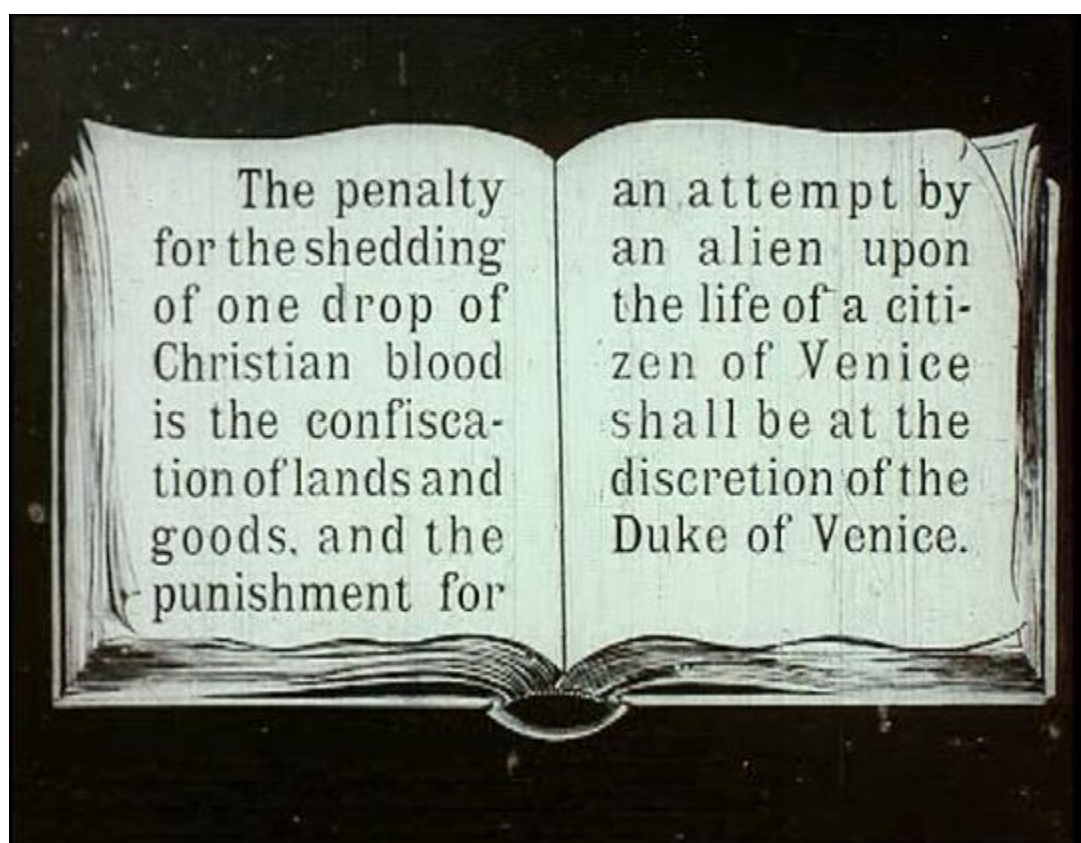 The penalty
for the shedding
of one drop of
Christian blood
is the confisca-
tion of lands and
goods, and the
punishment for
an attempt by
an alien upon
the life of a citi-
zen of Venice
shall be at the
discretion of the
Duke of Venice.